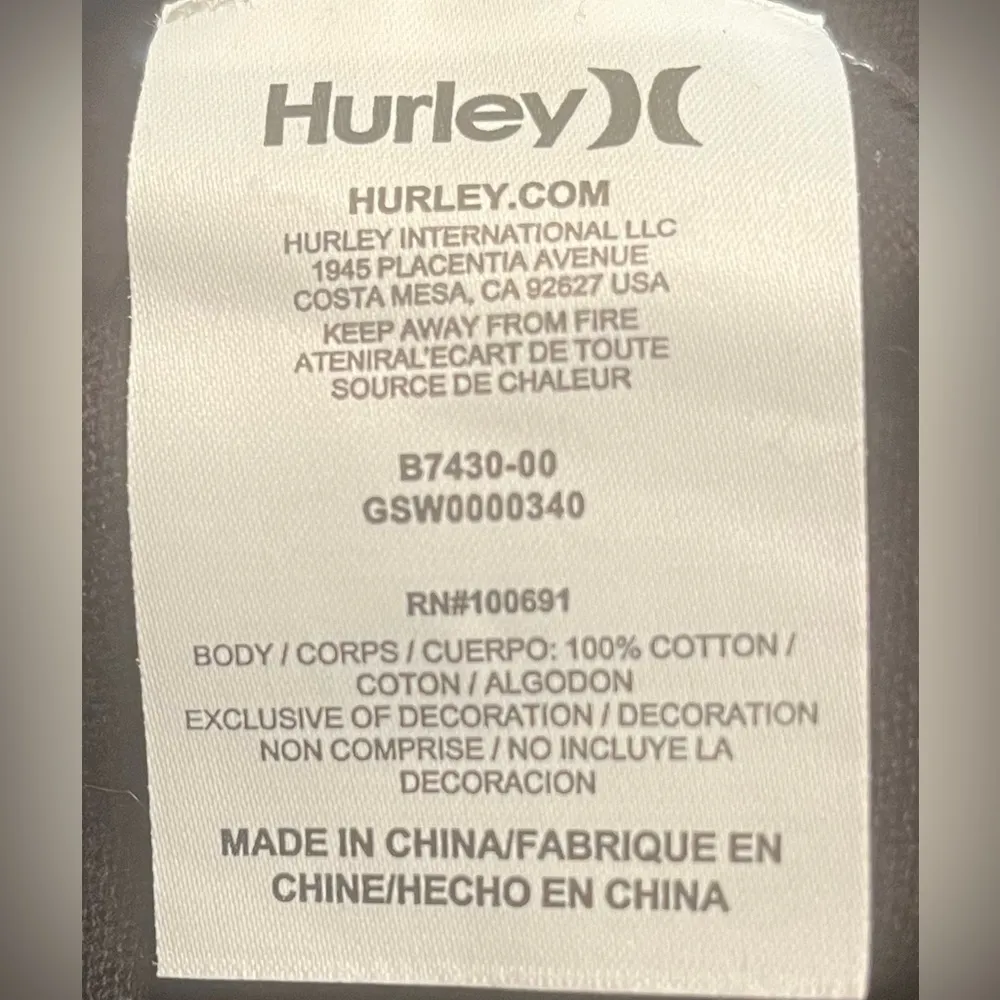 Hurley
HURLEY.COM
HURLEY INTERNATIONAL LLC
1945 PLACENTIA AVENUE
COSTA MESA, CA 92627 USA
KEEP AWAY FROM FIRE
ATENIRAL'ECART DE TOUTE
SOURCE DE CHALEUR
B7430-00
GSW0000340
RN#100691
BODY / CORPS / CUERPO: 100% COTTON /
COTON / ALGODON
EXCLUSIVE OF DECORATION / DECORATION
NON COMPRISE / NO INCLUYE LA
DECORACION
MADE IN CHINA/FABRIQUE EN
CHINE/HECHO EN CHINA